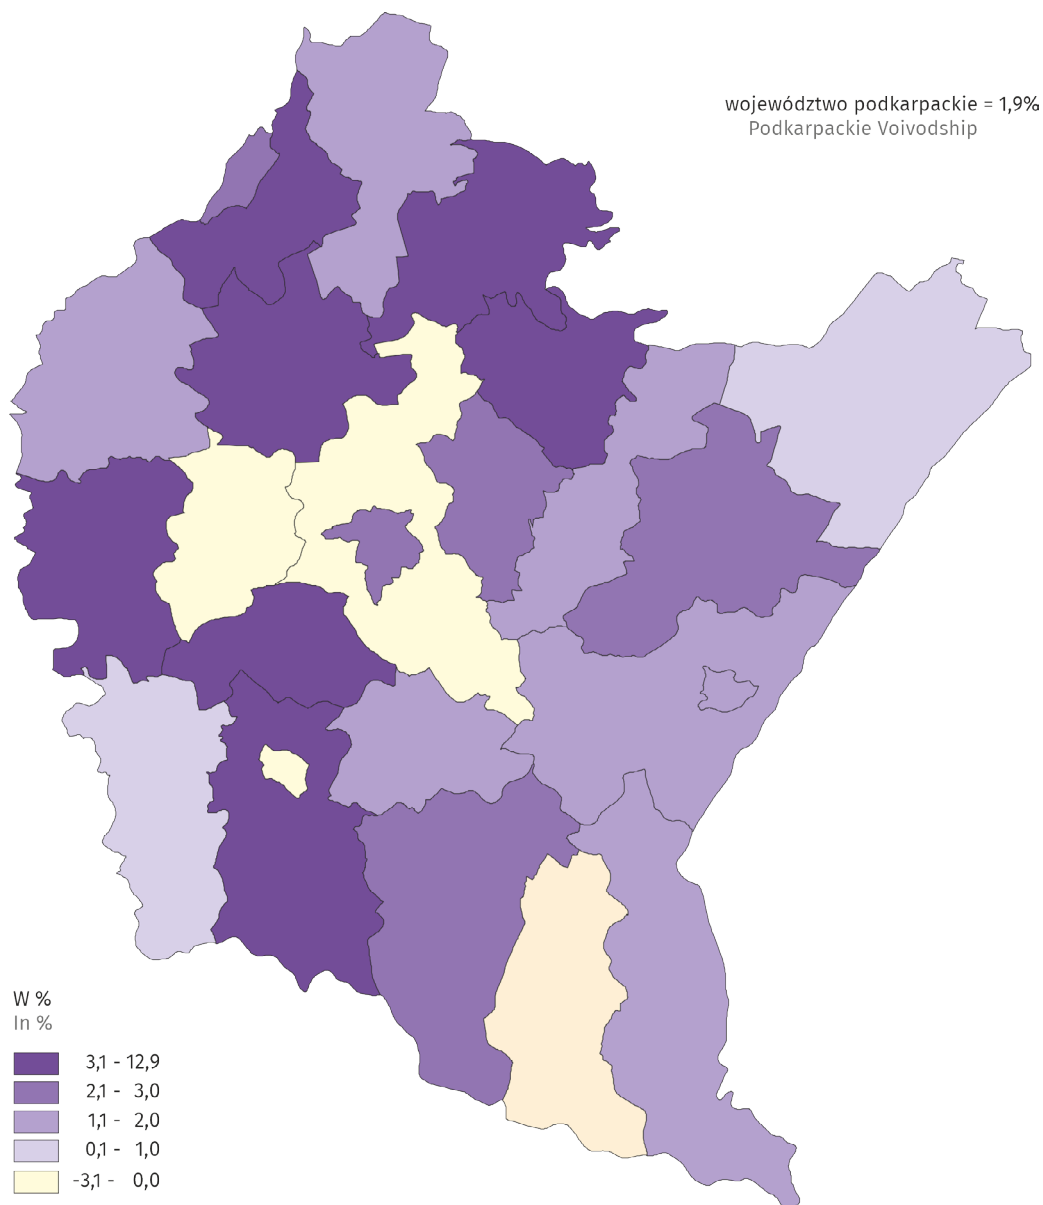 województwo podkarpackie = 1,9%
Podkarpackie Voivodship
W %
In %
3,1 - 12,9
2,1 - 3,0
1,1 - 2,0
0,1 - 1,0
-3,1 - 0,0